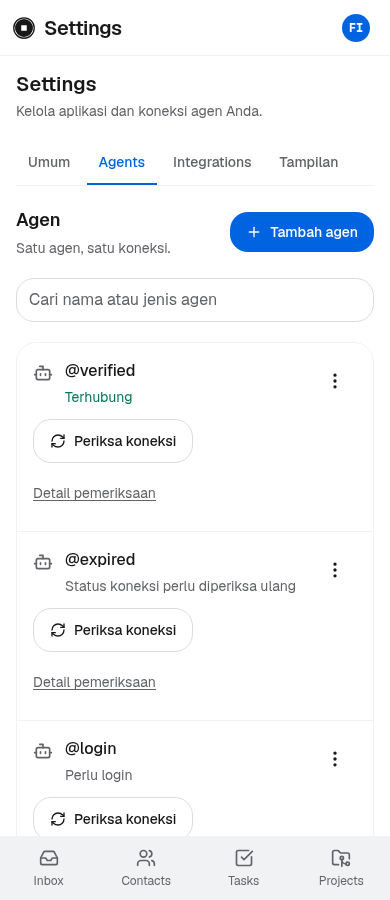 Settings
FI
Settings
Kelola aplikasi dan koneksi agen Anda.
Umum
Agents
Integrations
Tampilan
Agen
Satu agen, satu koneksi.
Tambah agen
Cari nama atau jenis agen
@verified
Terhubung
Periksa koneksi
Detail pemeriksaan
@expired
Status koneksi perlu diperiksa ulang
Periksa koneksi
Detail pemeriksaan
@login
Perlu login
Periksa koneksi
Inbox
Contacts
Tasks
Projects